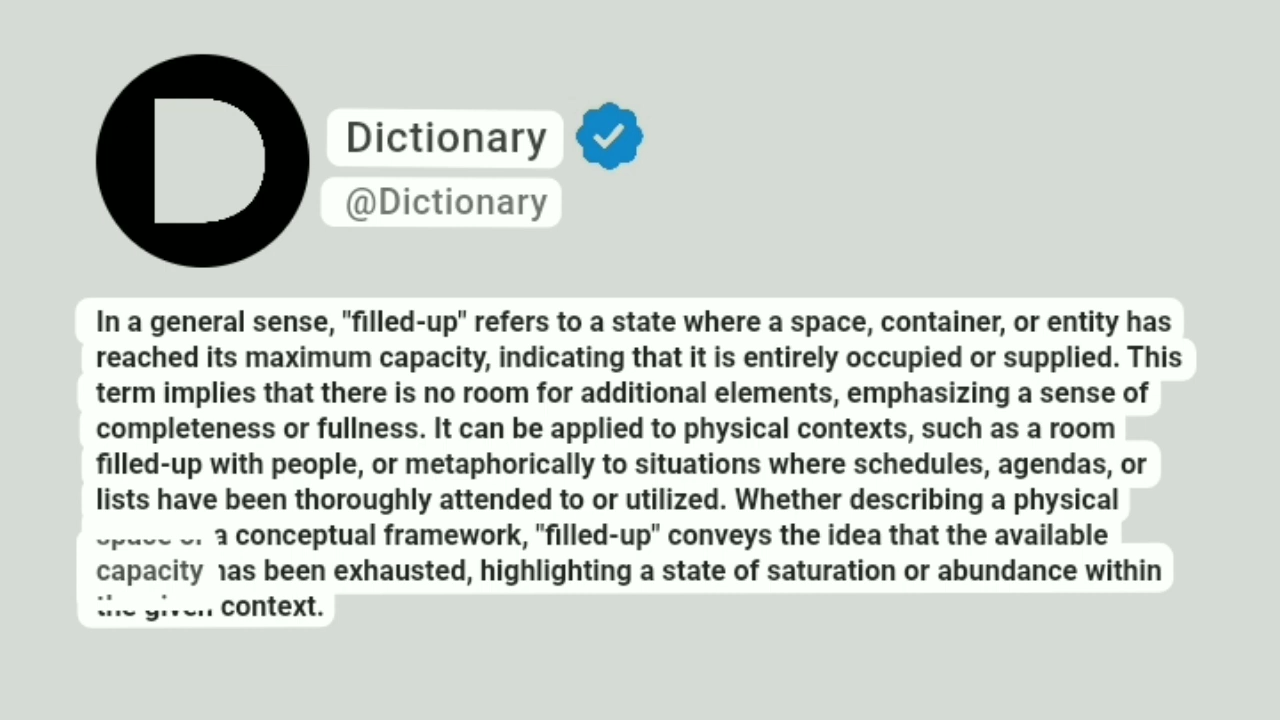 D
Dictionary
@Dictionary
In a general sense, "filled-up" refers to a state where a space, container, or entity has
reached its maximum capacity, indicating that it is entirely occupied or supplied. This
term implies that there is no room for additional elements, emphasizing a sense of
completeness or fullness. It can be applied to physical contexts, such as a room
filled-up with people, or metaphorically to situations where schedules, agendas, or
lists have been thoroughly attended to or utilized. Whether describing a physical
space or a conceptual framework, "filled-up" conveys the idea that the available
capacity has been exhausted, highlighting a state of saturation or abundance within
the given context.